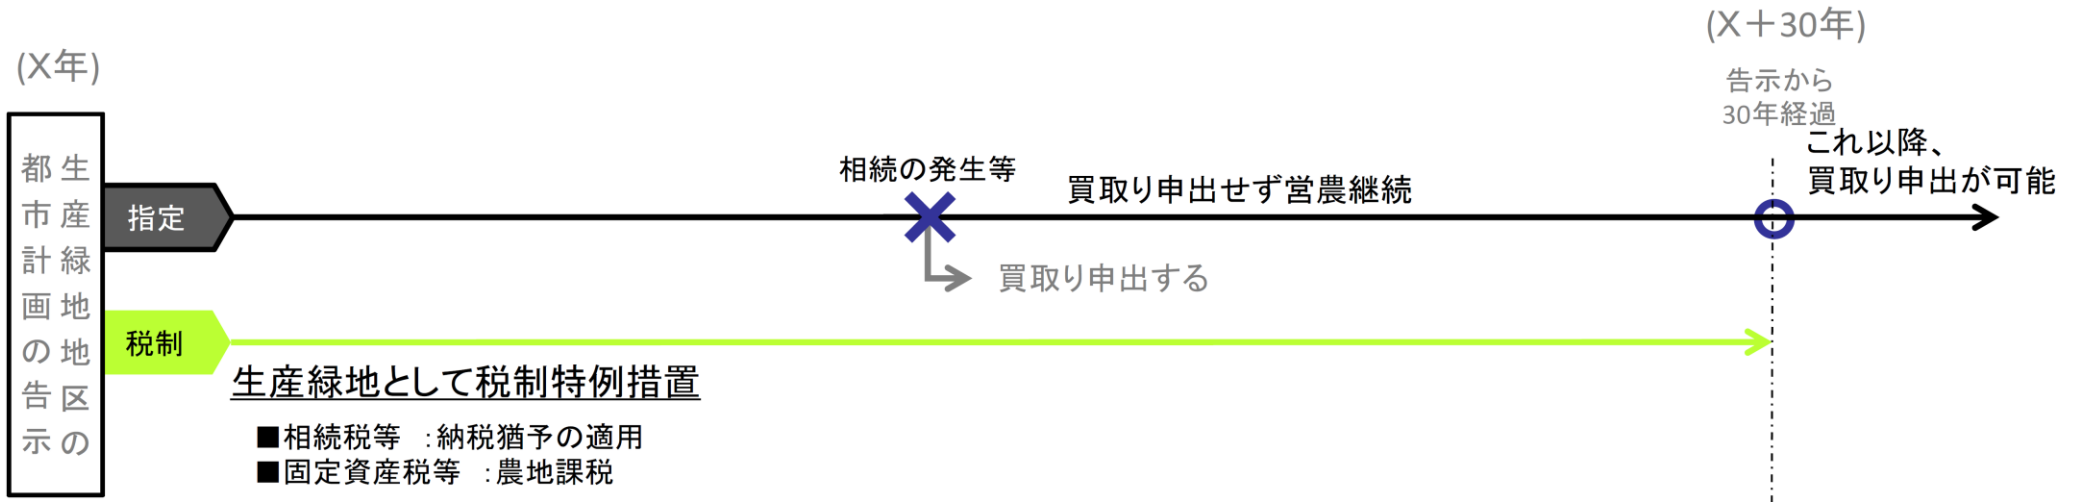 (X年)
生産緑地地区の
都市計画の告示
指定
税制
相続の発生等
買取り申出せず営農継続
買取り申出する
(X＋30年)
告示から
30年経過
これ以降、
買取り申出が可能
生産緑地として税制特例措置
■相続税等　:納税猶予の適用
■固定資産税等　:農地課税